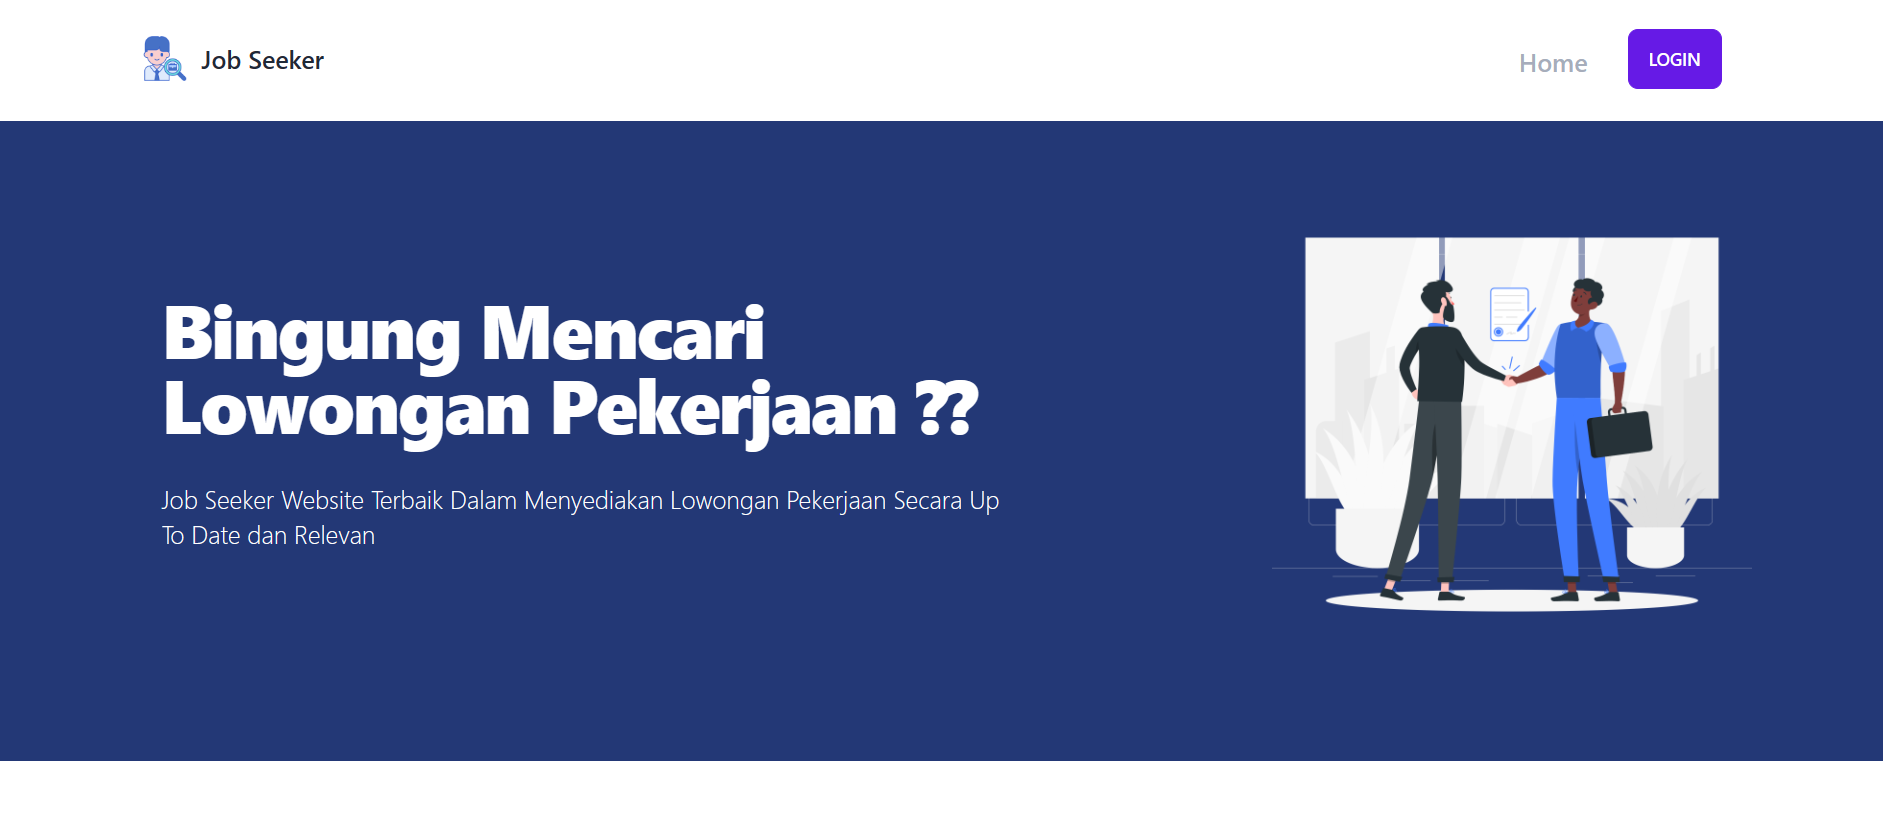 Job Seeker
Home
LOGIN
Bingung Mencari
Lowongan Pekerjaan ??
Job Seeker Website Terbaik Dalam Menyediakan Lowongan Pekerjaan Secara Up
To Date dan Relevan